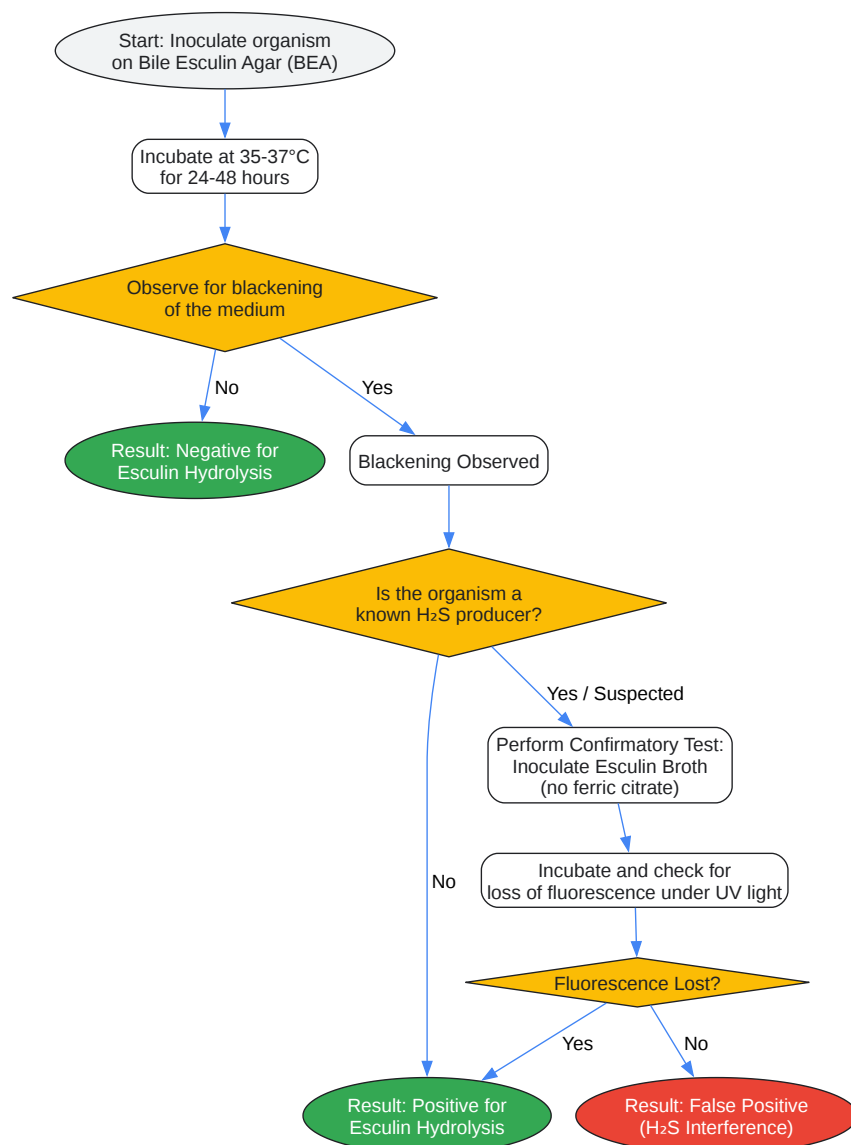 Start: Inoculate organism
on Bile Esculin Agar (BEA)
Incubate at 35-37°C
for 24-48 hours
Observe for blackening
of the medium
No
Yes
Result: Negative for
Esculin Hydrolysis
Blackening Observed
Is the organism a
known H₂S producer?
Yes / Suspected
Perform Confirmatory Test:
Inoculate Esculin Broth
(no ferric citrate)
No
Incubate and check for
loss of fluorescence under UV light
Fluorescence Lost?
Yes
No
Result: Positive for
Esculin Hydrolysis
Result: False Positive
(H₂S Interference)